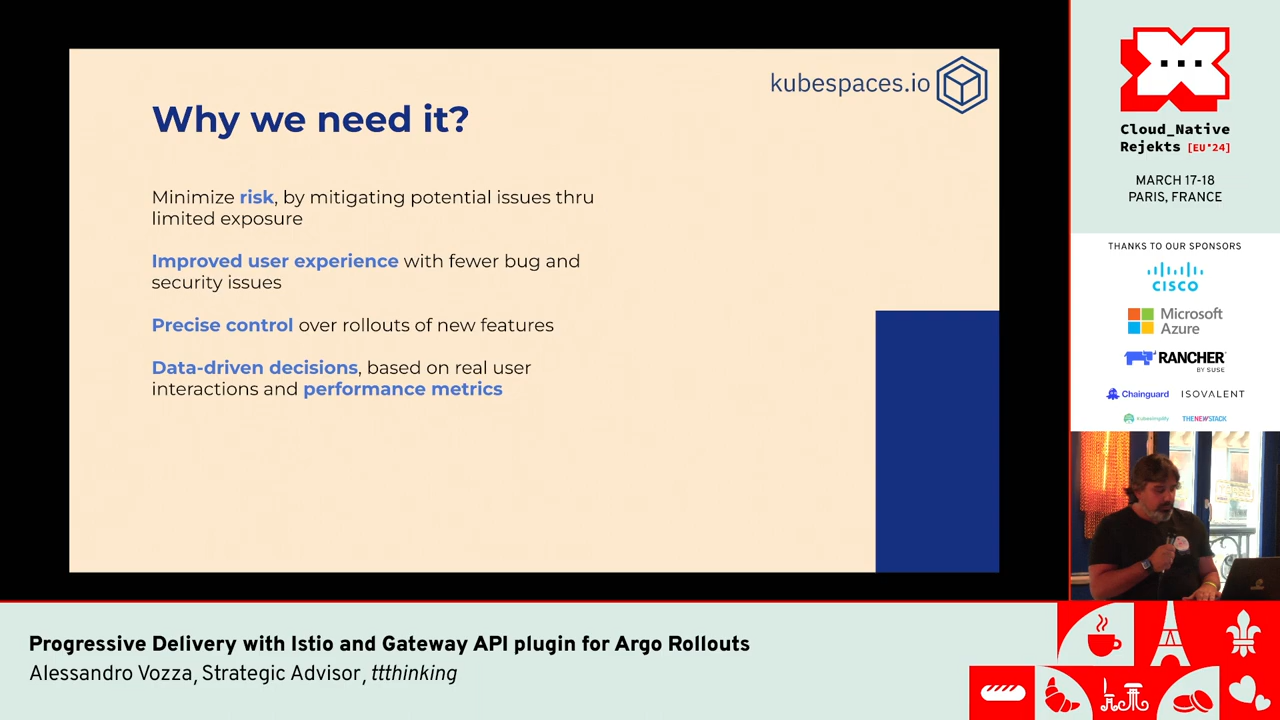 kubespaces.io
Why we need it?
Minimize risk, by mitigating potential issues thru
limited exposure
Improved user experience with fewer bug and
security issues
Precise control over rollouts of new features
Data-driven decisions, based on real user
interactions and performance metrics
Cloud_Native
Rejekts [EU'24]
MARCH 17-18
PARIS, FRANCE
THANKS TO OUR SPONSORS
CISCO
Microsoft
Azure
RANCHER
BY SUSE
Chainguard ISOVALENT
Kubesimplify THENEWSTACK
Progressive Delivery with Istio and Gateway API plugin for Argo Rollouts
Alessandro Vozza, Strategic Advisor, ttthinking